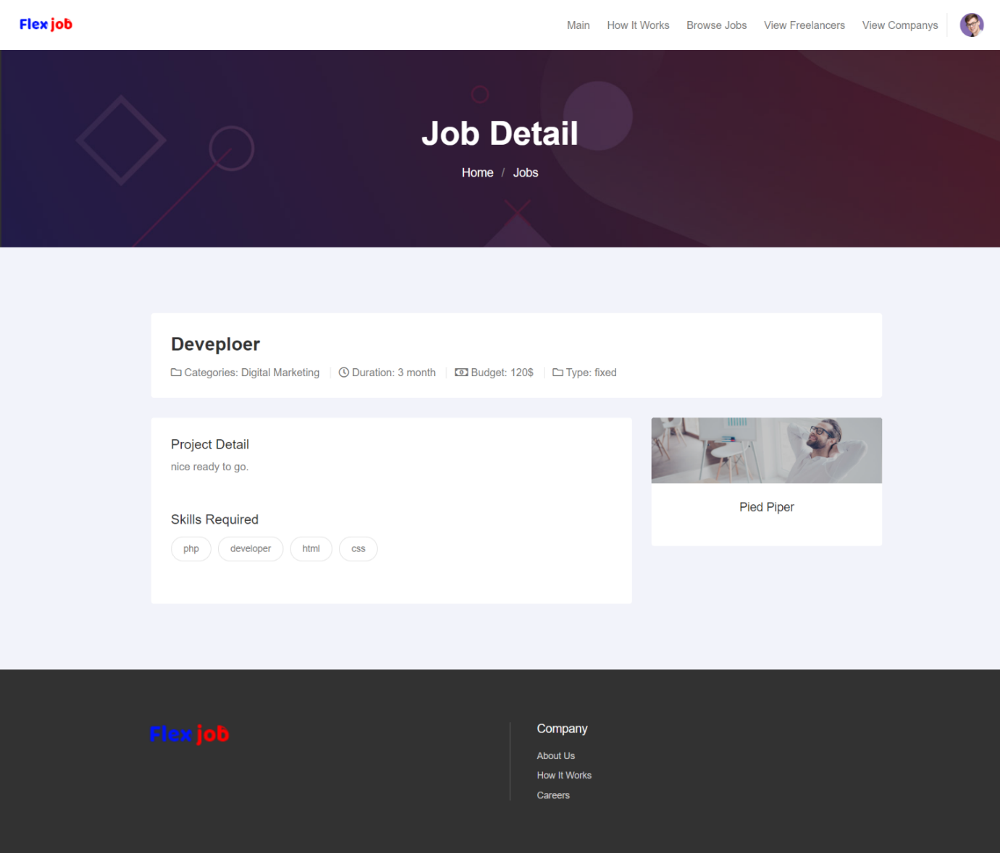 Flex job
Main How It Works Browse Jobs View Freelancers View Companys
Job Detail
Home / Jobs
Deveploer
Categories: Digital Marketing Duration: 3 month Budget: 120$ Type: fixed
Project Detail
nice ready to go.
Skills Required
php developer html css
Pied Piper
Flex job
Company
About Us
How It Works
Careers